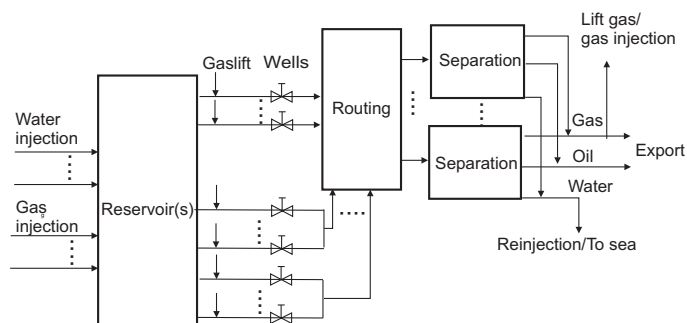 Lift gas/
gas injection
Gaslift
Wells
Separation
Water
injection
Routing
Gas
Separation
Oil
Export
Water
Gas
injection
Reservoir(s)
Reinjection/To sea